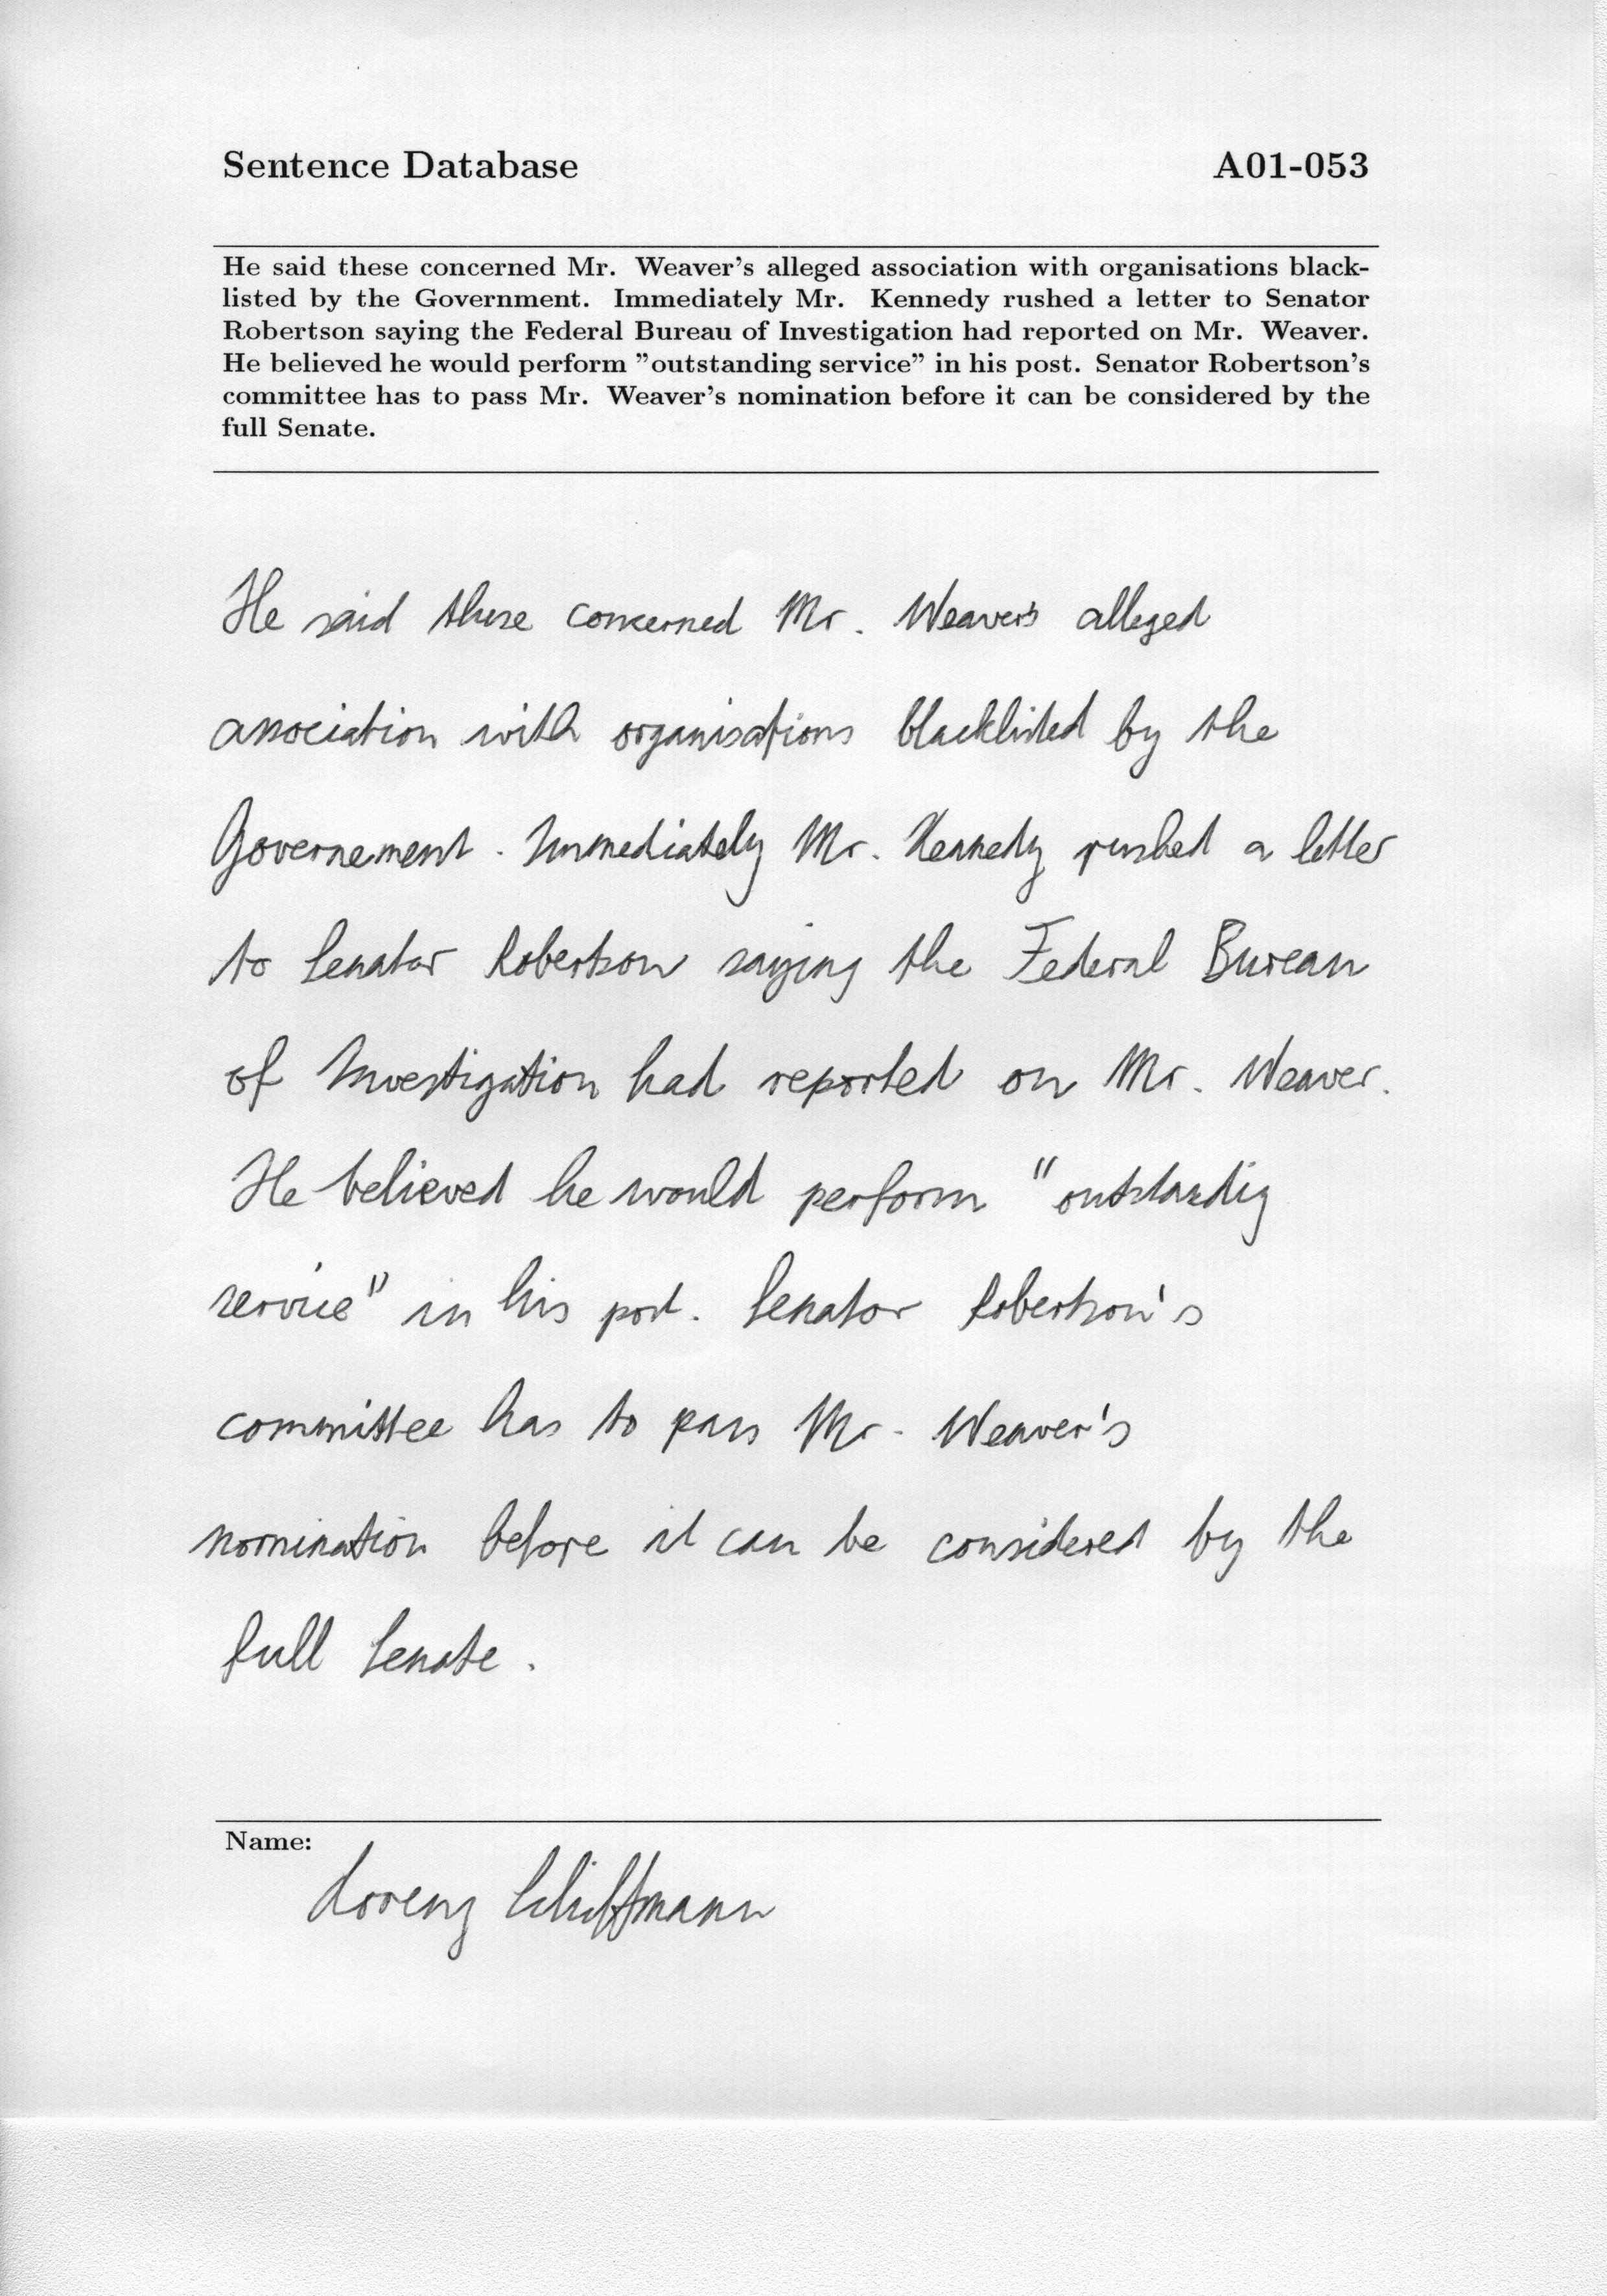 Sentence Database A01-053
He said these concerned Mr. Weaver's alleged association with organisations black-
listed by the Government. Immediately Mr. Kennedy rushed a letter to Senator
Robertson saying the Federal Bureau of Investigation had reported on Mr. Weaver.
He believed he would perform ”outstanding service” in his post. Senator Robertson's
committee has to pass Mr. Weaver's nomination before it can be considered by the
full Senate.
He said these concerned Mr. Weaver's alleged
association with organisations blacklisted by the
Governement. Immediately Mr. Kennedy rushed a letter
to Senator Robertson saying the Federal Bureau
of Investigation had reported on Mr. Weaver.
He believed he would perform "outstandig
service" in his post. Senator Robertson's
committee has to pass Mr. Weaver's
nomination before it can be considered by the
full Senate.
Name:
Lorenz